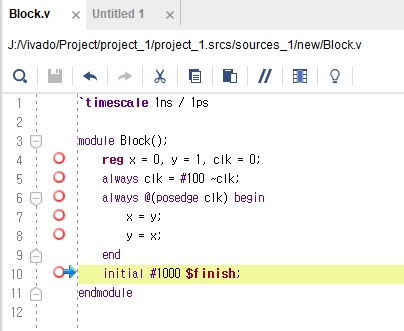 Block.v × Untitled 1 ×
J:/Vivado/Project/project_1/project_1.srcs/sources_1/new/Block.v
1 `timescale 1ns / 1ps
2
3 module Block();
4 reg x = 0, y = 1, clk = 0;
5 always clk = #100 ~clk;
6 always @(posedge clk) begin
7 x = y;
8 y = x;
9 end
10 initial #1000 $finish;
11 endmodule
12